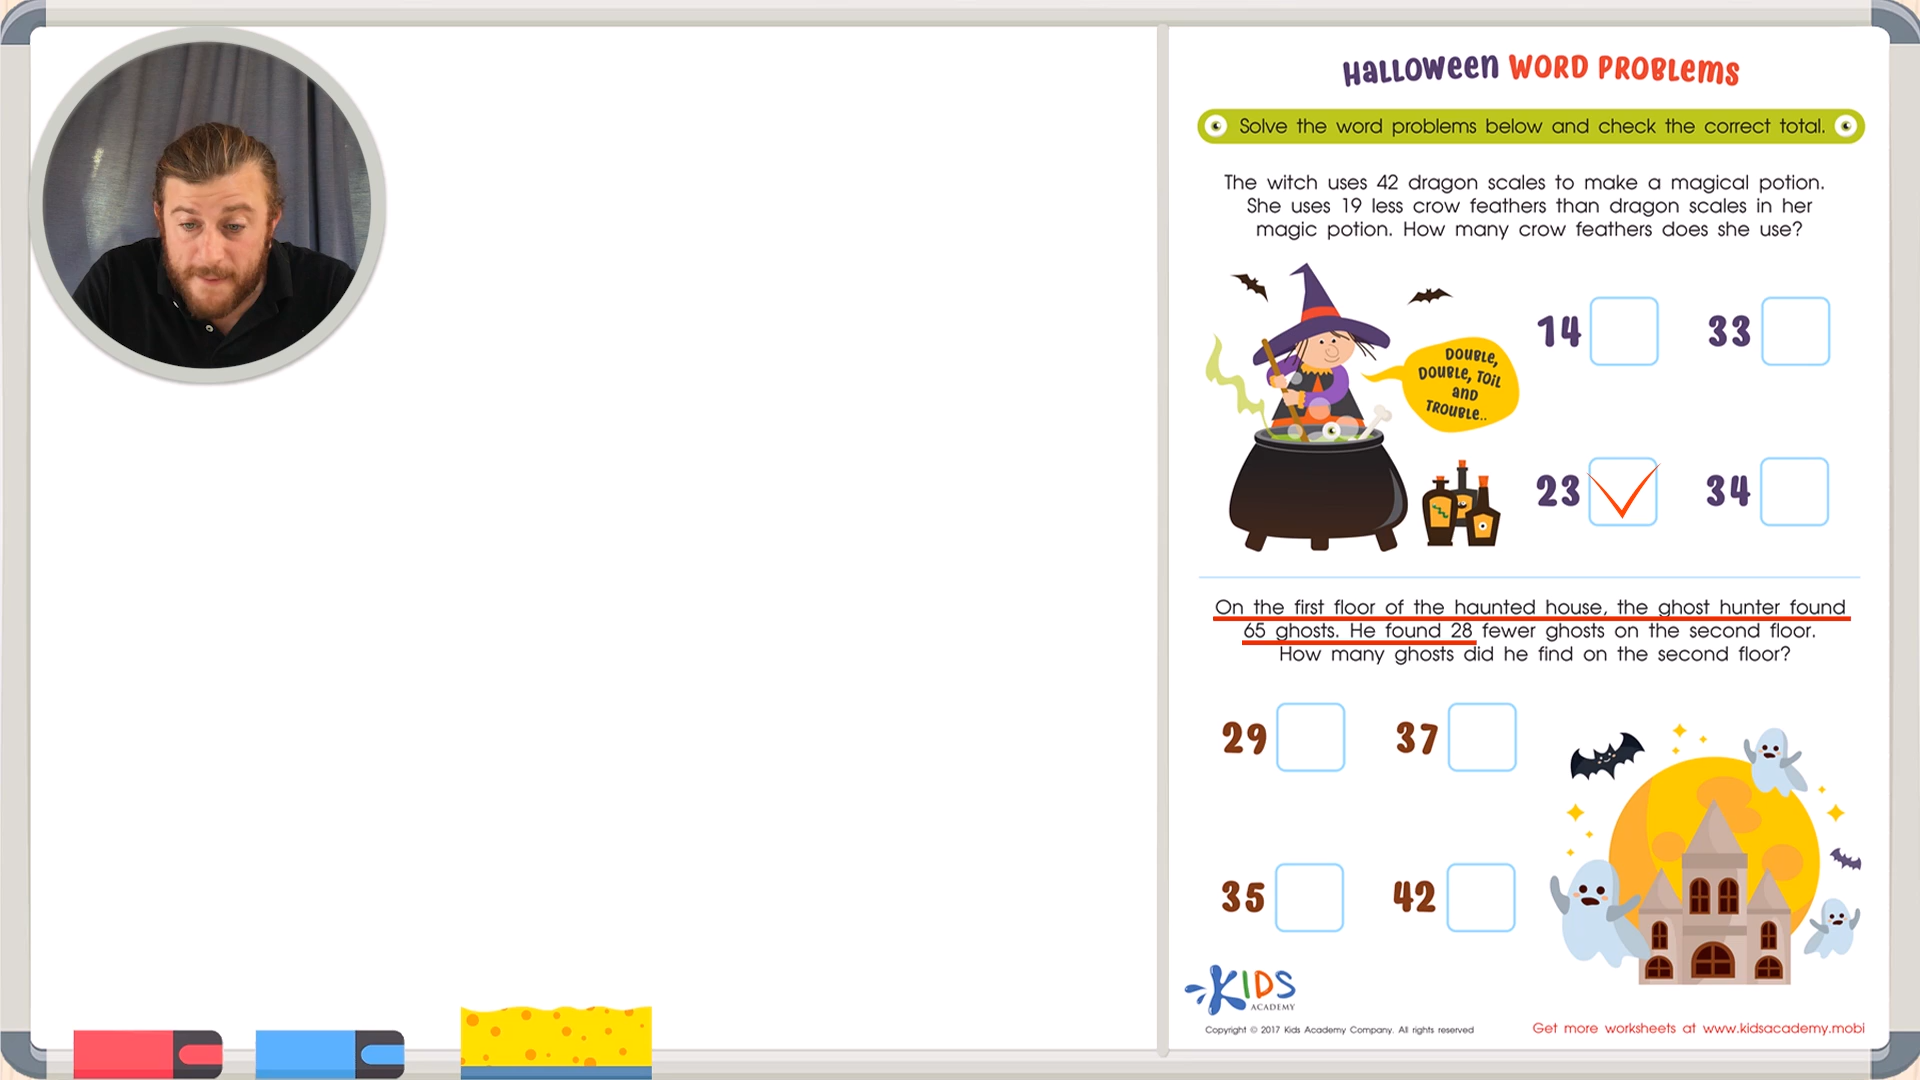 Halloween WORD PROBLEMS
Solve the word problems below and check the correct total.
The witch uses 42 dragon scales to make a magical potion.
She uses 19 less crow feathers than dragon scales in her
magic potion. How many crow feathers does she use?
DOUBLE,
DOUBLE, TOIL
and
TROUBLE..
14 33
23 34
On the first floor of the haunted house, the ghost hunter found
65 ghosts. He found 28 fewer ghosts on the second floor.
How many ghosts did he find on the second floor?
29 37
35 42
KIDS
ACADEMY
Copyright © 2017 Kids Academy Company. All rights reserved
Get more worksheets at www.kidsacademy.mobi